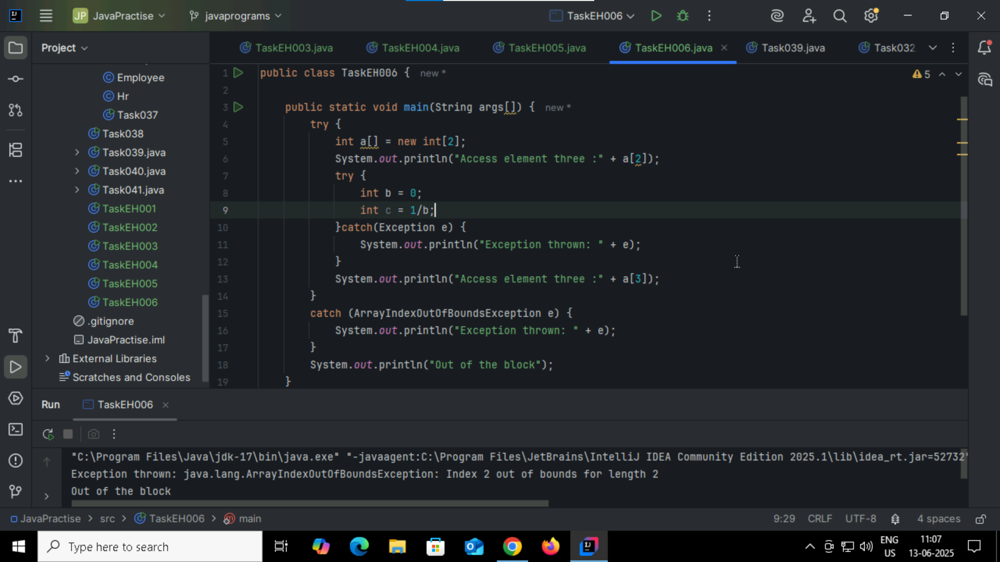 JP JavaPractise javaprograms TaskEH006
Project
TaskEH003.java TaskEH004.java TaskEH005.java TaskEH006.java Task039.java Task032
Employee
Hr
Task037
Task038
Task039.java
Task040.java
Task041.java
TaskEH001
TaskEH002
TaskEH003
TaskEH004
TaskEH005
TaskEH006
.gitignore
JavaPractise.iml
External Libraries
Scratches and Consoles
5
1 public class TaskEH006 { new *
2
3 public static void main(String args[]) { new *
4 try {
5 int a[] = new int[2];
6 System.out.println("Access element three :" + a[2]);
7 try {
8 int b = 0;
9 int c = 1/b;
10 }catch(Exception e) {
11 System.out.println("Exception thrown: " + e);
12 }
13 System.out.println("Access element three :" + a[3]);
14 }
15 catch (ArrayIndexOutOfBoundsException e) {
16 System.out.println("Exception thrown: " + e);
17 }
18 System.out.println("Out of the block");
19 }
Run TaskEH006
"C:\Program Files\Java\jdk-17\bin\java.exe" "-javaagent:C:\Program Files\JetBrains\IntelliJ IDEA Community Edition 2025.1\lib\idea_rt.jar=52732"
Exception thrown: java.lang.ArrayIndexOutOfBoundsException: Index 2 out of bounds for length 2
Out of the block
JavaPractise > src > TaskEH006 > main 9:29 CRLF UTF-8 4 spaces
Type here to search
ENG
US
11:07
13-06-2025